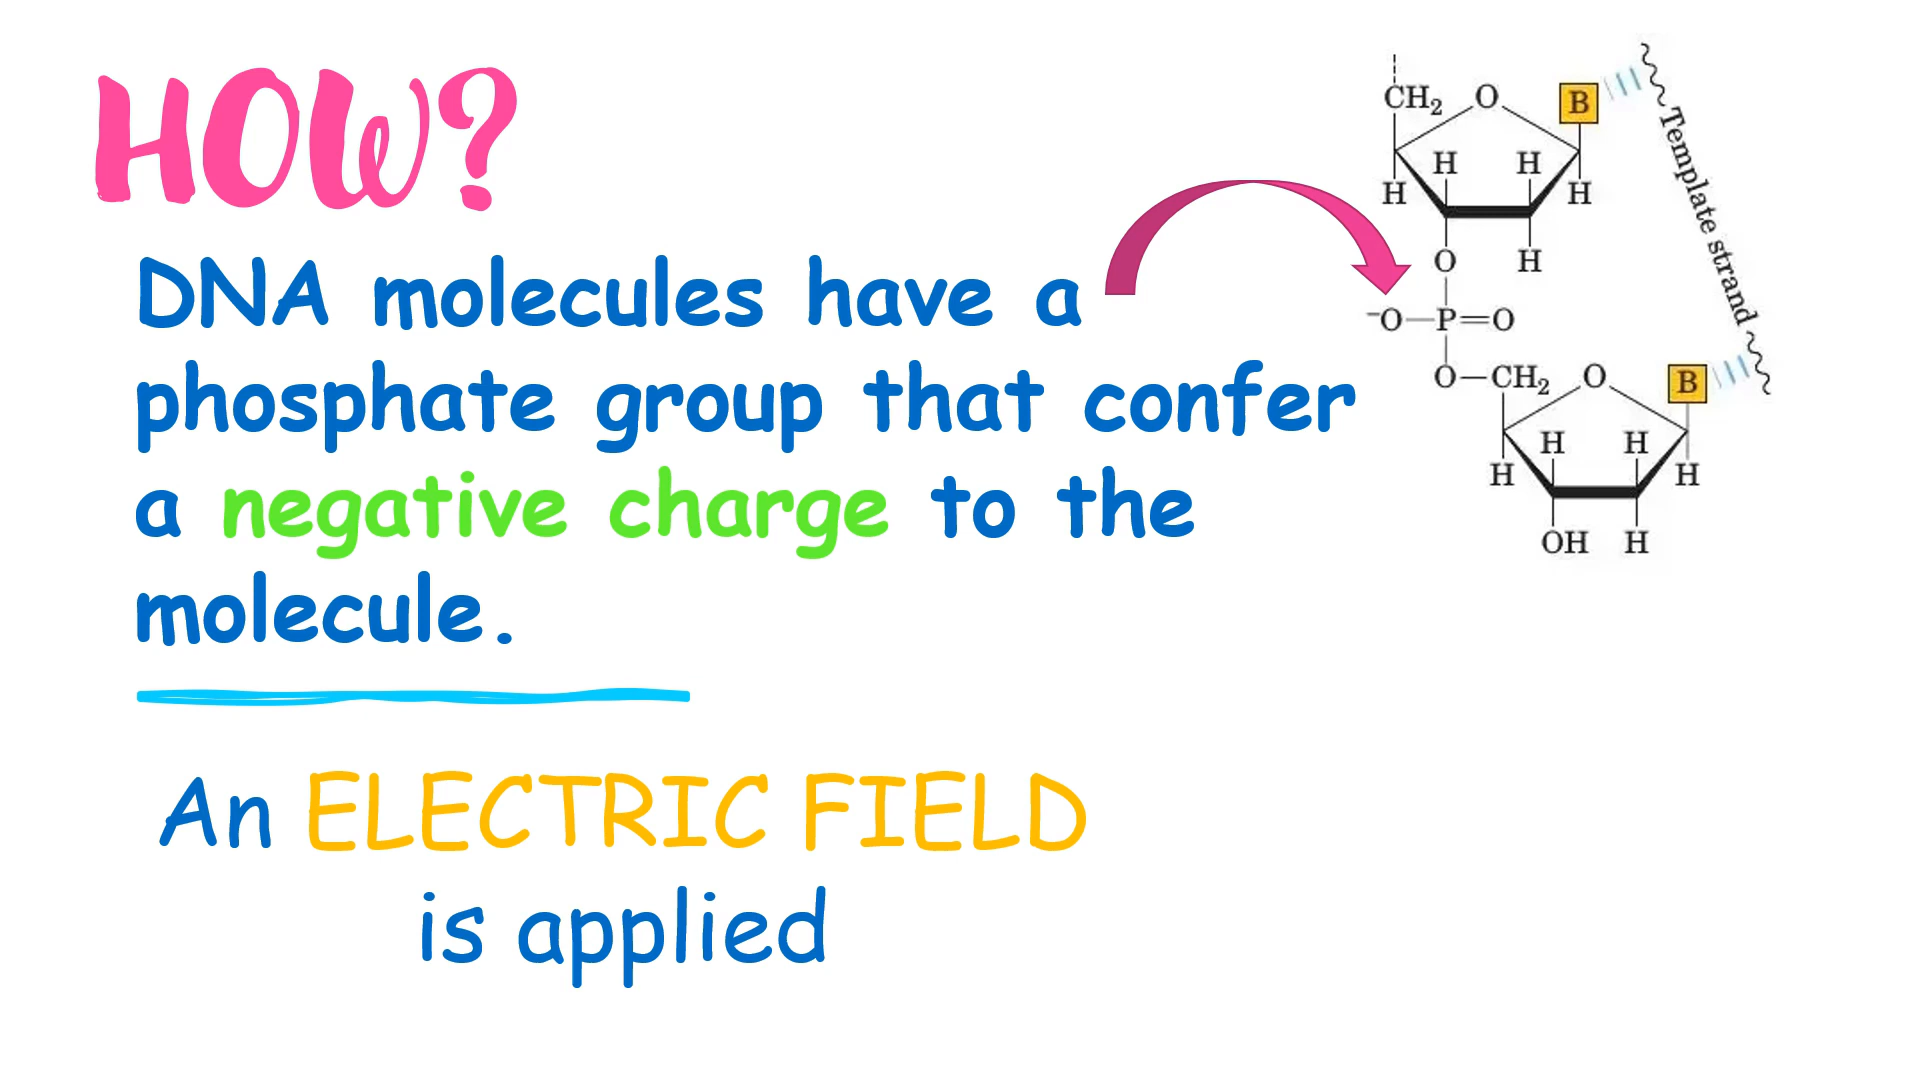 HOW?
DNA molecules have a
phosphate group that confer
a negative charge to the
molecule.
An ELECTRIC FIELD
is applied
CH₂ O B
H H H H
O H
⁻O—P=O
O—CH₂ O B
H H H H
OH H
Template strand